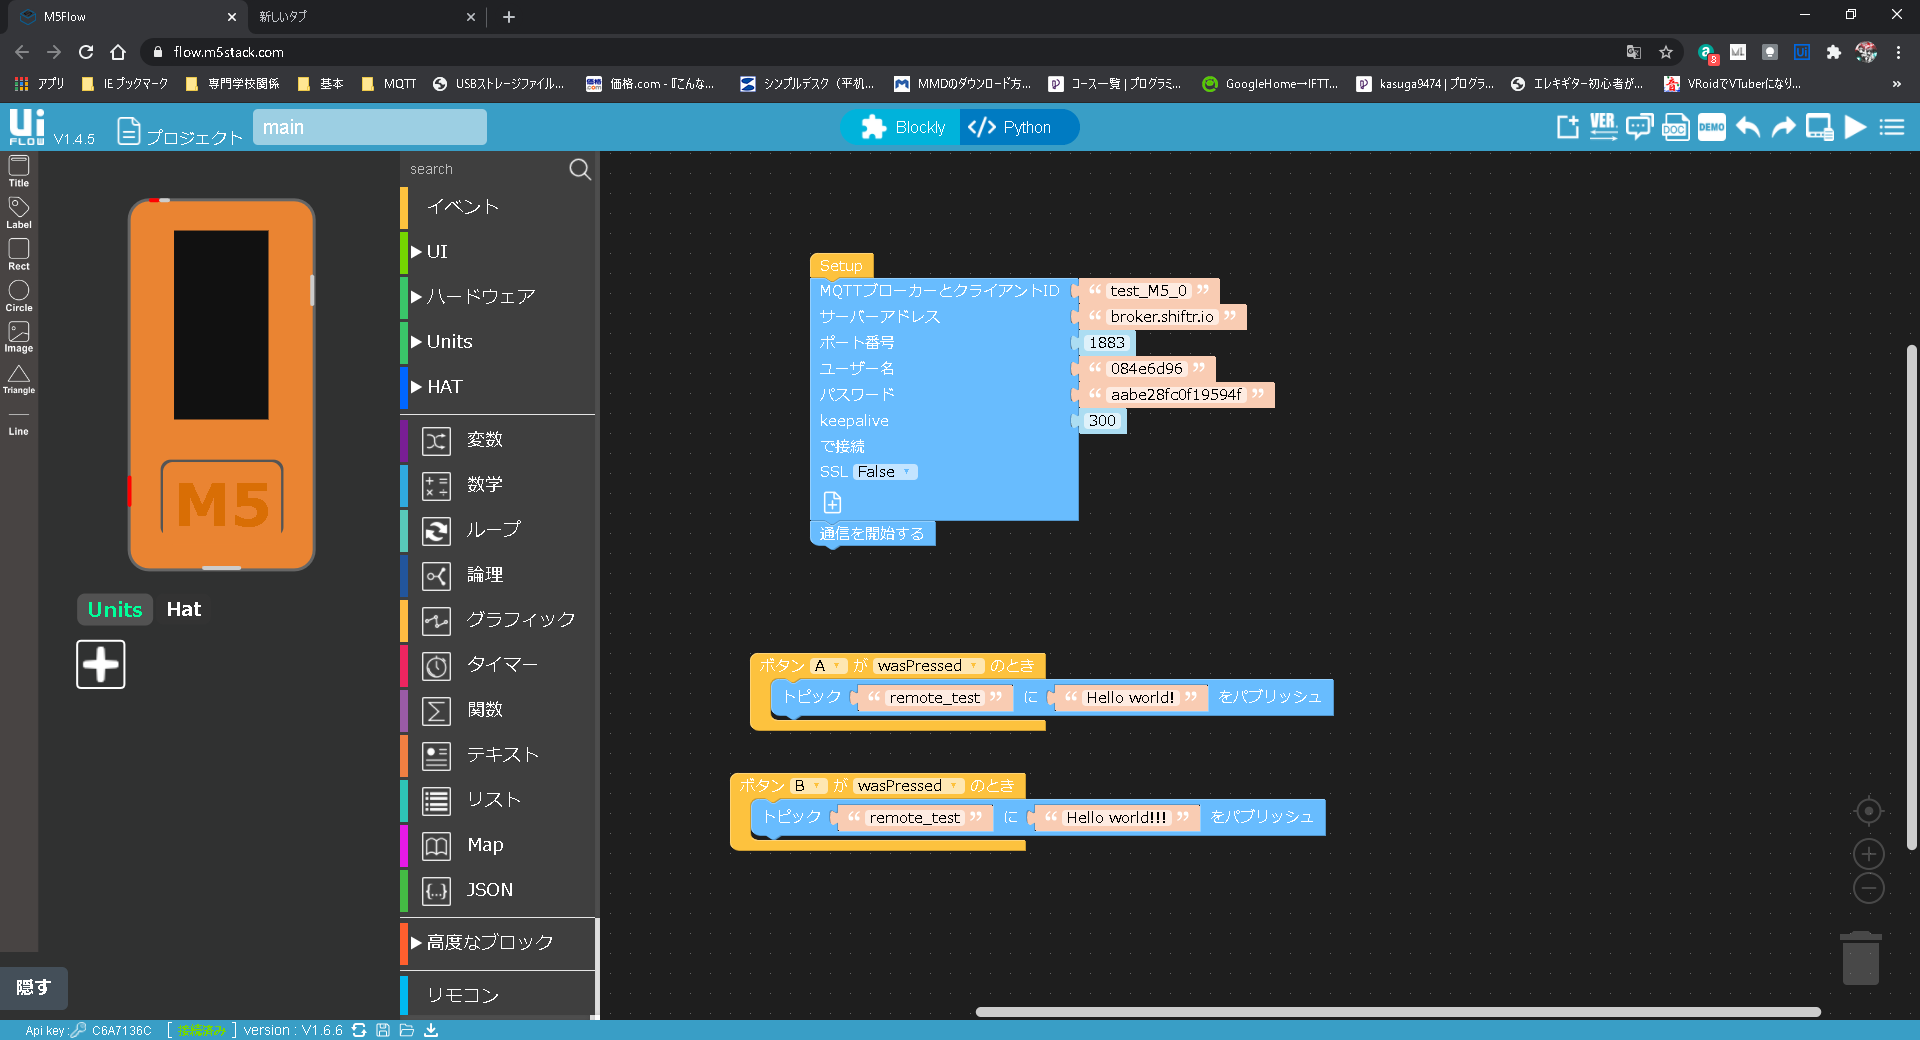 M5Flow
新しいタブ
flow.m5stack.com
アプリ
IE ブックマーク
専門学校関係
基本
MQTT
USBストレージファイル...
価格.com - 『こんな...
シンプルデスク（平机...
MMDのダウンロード方...
コース一覧 | プログラミ...
GoogleHome→IFTT...
kasuga9474 | プログラ...
エレキギター初心者が...
VRoidでVTuberになり...
»
Ui FLOW
V1.4.5
プロジェクト
main
Blockly
</> Python
VER.
DOC
DEMO
Title
Label
Rect
Circle
Image
Triangle
Line
M5
Units
Hat
隠す
search
イベント
UI
ハードウェア
Units
HAT
変数
数学
ループ
論理
グラフィック
タイマー
関数
テキスト
リスト
Map
JSON
高度なブロック
リモコン
Setup
MQTTブローカーとクライアントID “ test_M5_0 ”
サーバーアドレス “ broker.shiftr.io ”
ポート番号 1883
ユーザー名 “ 084e6d96 ”
パスワード “ aabe28fc0f19594f ”
keepalive 300
で接続
SSL False
通信を開始する
ボタン A が wasPressed のとき
トピック “ remote_test ” に “ Hello world! ” をパブリッシュ
ボタン B が wasPressed のとき
トピック “ remote_test ” に “ Hello world!!! ” をパブリッシュ
Api key : C6A7136C [ 接続済み ] version : V1.6.6